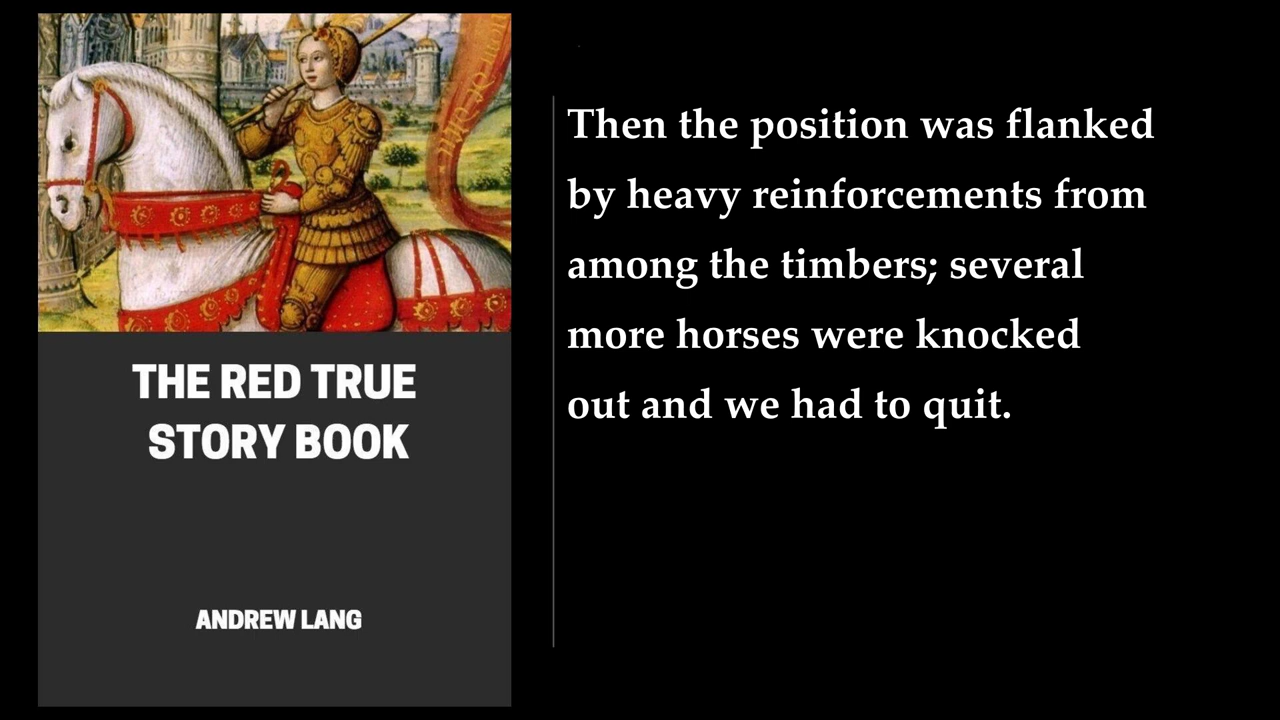 THE RED TRUE
STORY BOOK
ANDREW LANG
Then the position was flanked
by heavy reinforcements from
among the timbers; several
more horses were knocked
out and we had to quit.